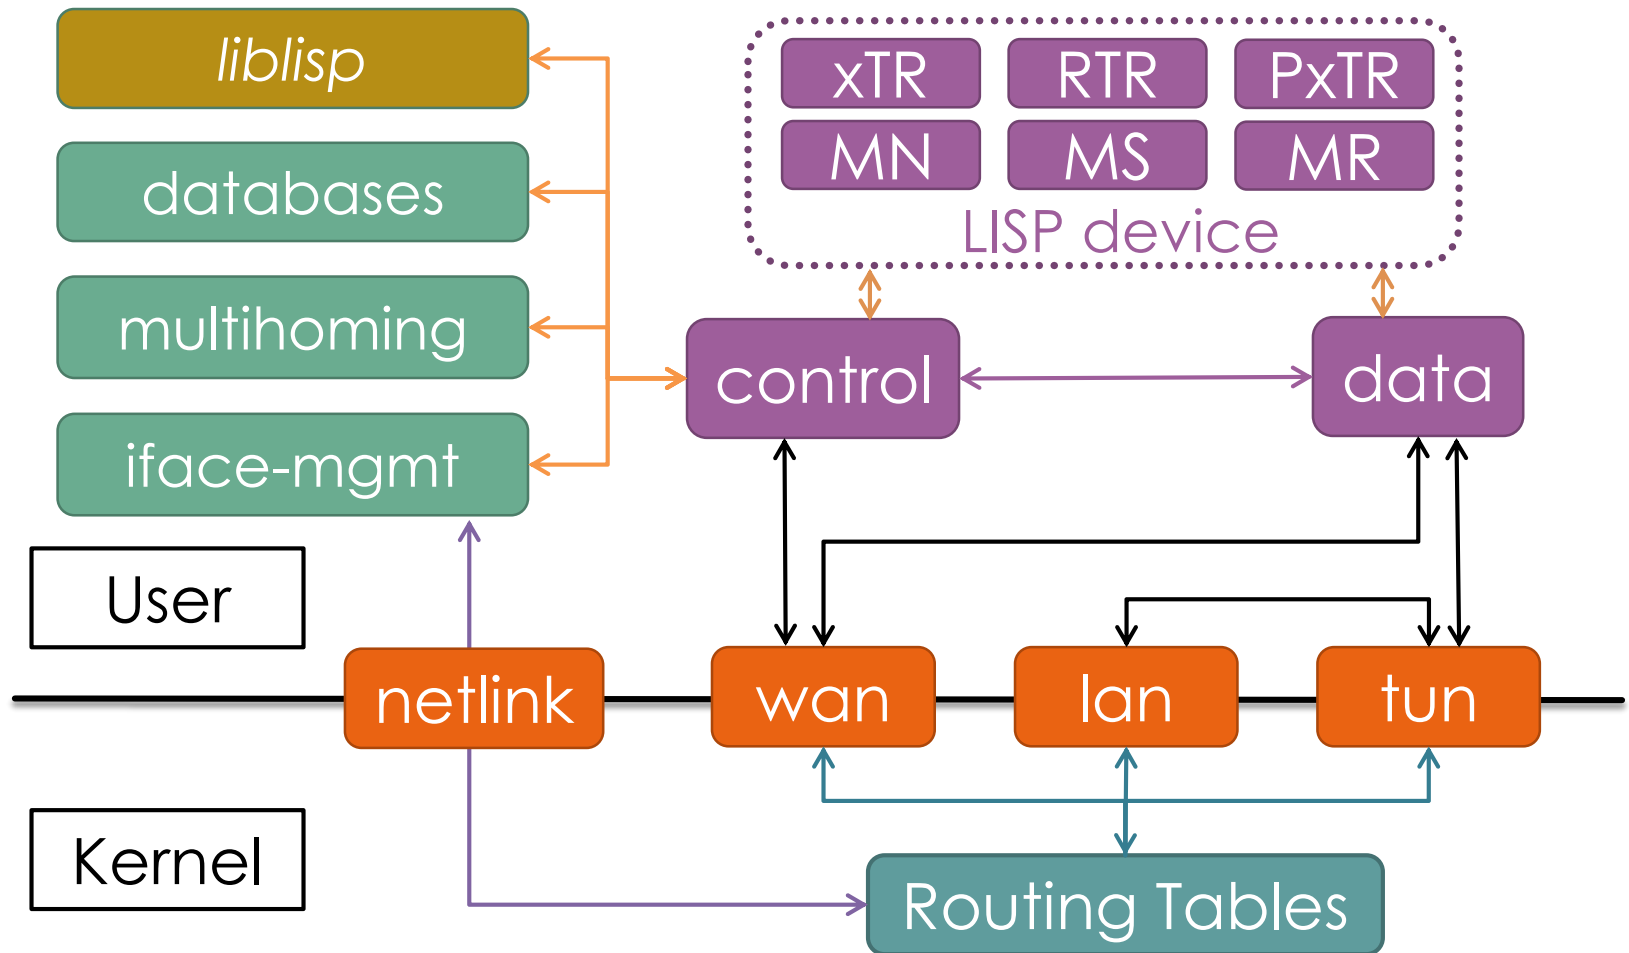 liblisp
databases
multihoming
iface-mgmt
xTR
RTR
PxTR
MN
MS
MR
LISP device
control
data
User
netlink
wan
lan
tun
Kernel
Routing Tables